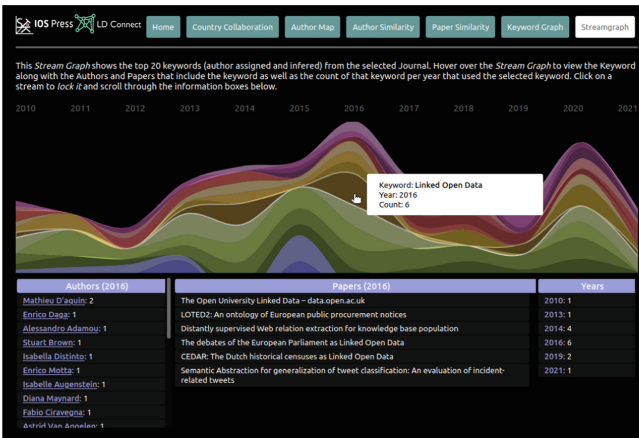 IOS Press LD Connect Home Country Collaboration Author Map Author Similarity Paper Similarity Keyword Graph Streamgraph
This Stream Graph shows the top 20 keywords (author assigned and infered) from the selected Journal. Hover over the Stream Graph to view the Keyword
along with the Authors and Papers that include the keyword as well as the count of that keyword per year that used the selected keyword. Click on a
stream to lock it and scroll through the information boxes below.
2010 2011 2012 2013 2014 2015 2016 2017 2018 2019 2020 2021
Keyword: Linked Open Data
Year: 2016
Count: 6
Authors (2016)
Mathieu D'aquin: 2
Enrico Daga: 1
Alessandro Adamou: 1
Stuart Brown: 1
Isabella Distinto: 1
Enrico Motta: 1
Isabelle Augenstein: 1
Diana Maynard: 1
Fabio Ciravegna: 1
Astrid Van Aggelen: 1
Papers (2016)
The Open University Linked Data – data.open.ac.uk
LOTED2: An ontology of European public procurement notices
Distantly supervised Web relation extraction for knowledge base population
The debates of the European Parliament as Linked Open Data
CEDAR: The Dutch historical censuses as Linked Open Data
Semantic Abstraction for generalization of tweet classification: An evaluation of incident-
related tweets
Years
2010: 1
2013: 1
2014: 4
2016: 6
2019: 2
2021: 1